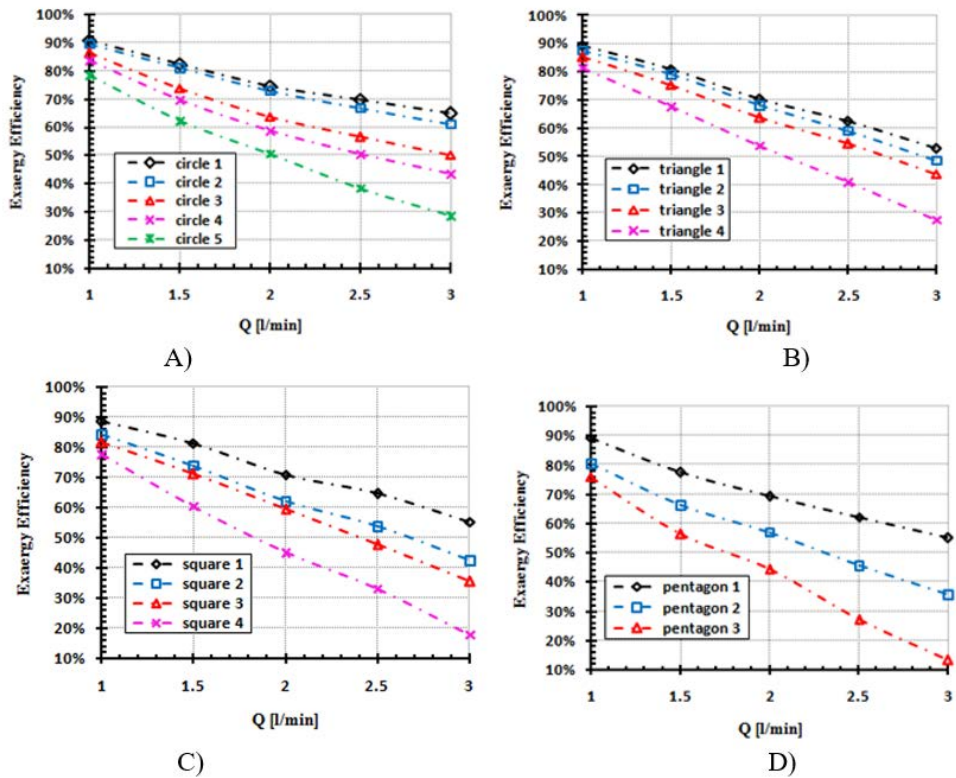 100%
90%
80%
70%
60%
50%
40%
30%
20%
10%
Exaergy Efficiency
circle 1
circle 2
circle 3
circle 4
circle 5
1 1.5 2 2.5 3
Q [l/min]
A)
100%
90%
80%
70%
60%
50%
40%
30%
20%
10%
Exaergy Efficiency
triangle 1
triangle 2
triangle 3
triangle 4
1 1.5 2 2.5 3
Q [l/min]
B)
100%
90%
80%
70%
60%
50%
40%
30%
20%
10%
Exaergy Efficiency
square 1
square 2
square 3
square 4
1 1.5 2 2.5 3
Q [l/min]
C)
100%
90%
80%
70%
60%
50%
40%
30%
20%
10%
Exaergy Efficiency
pentagon 1
pentagon 2
pentagon 3
1 1.5 2 2.5 3
Q [l/min]
D)